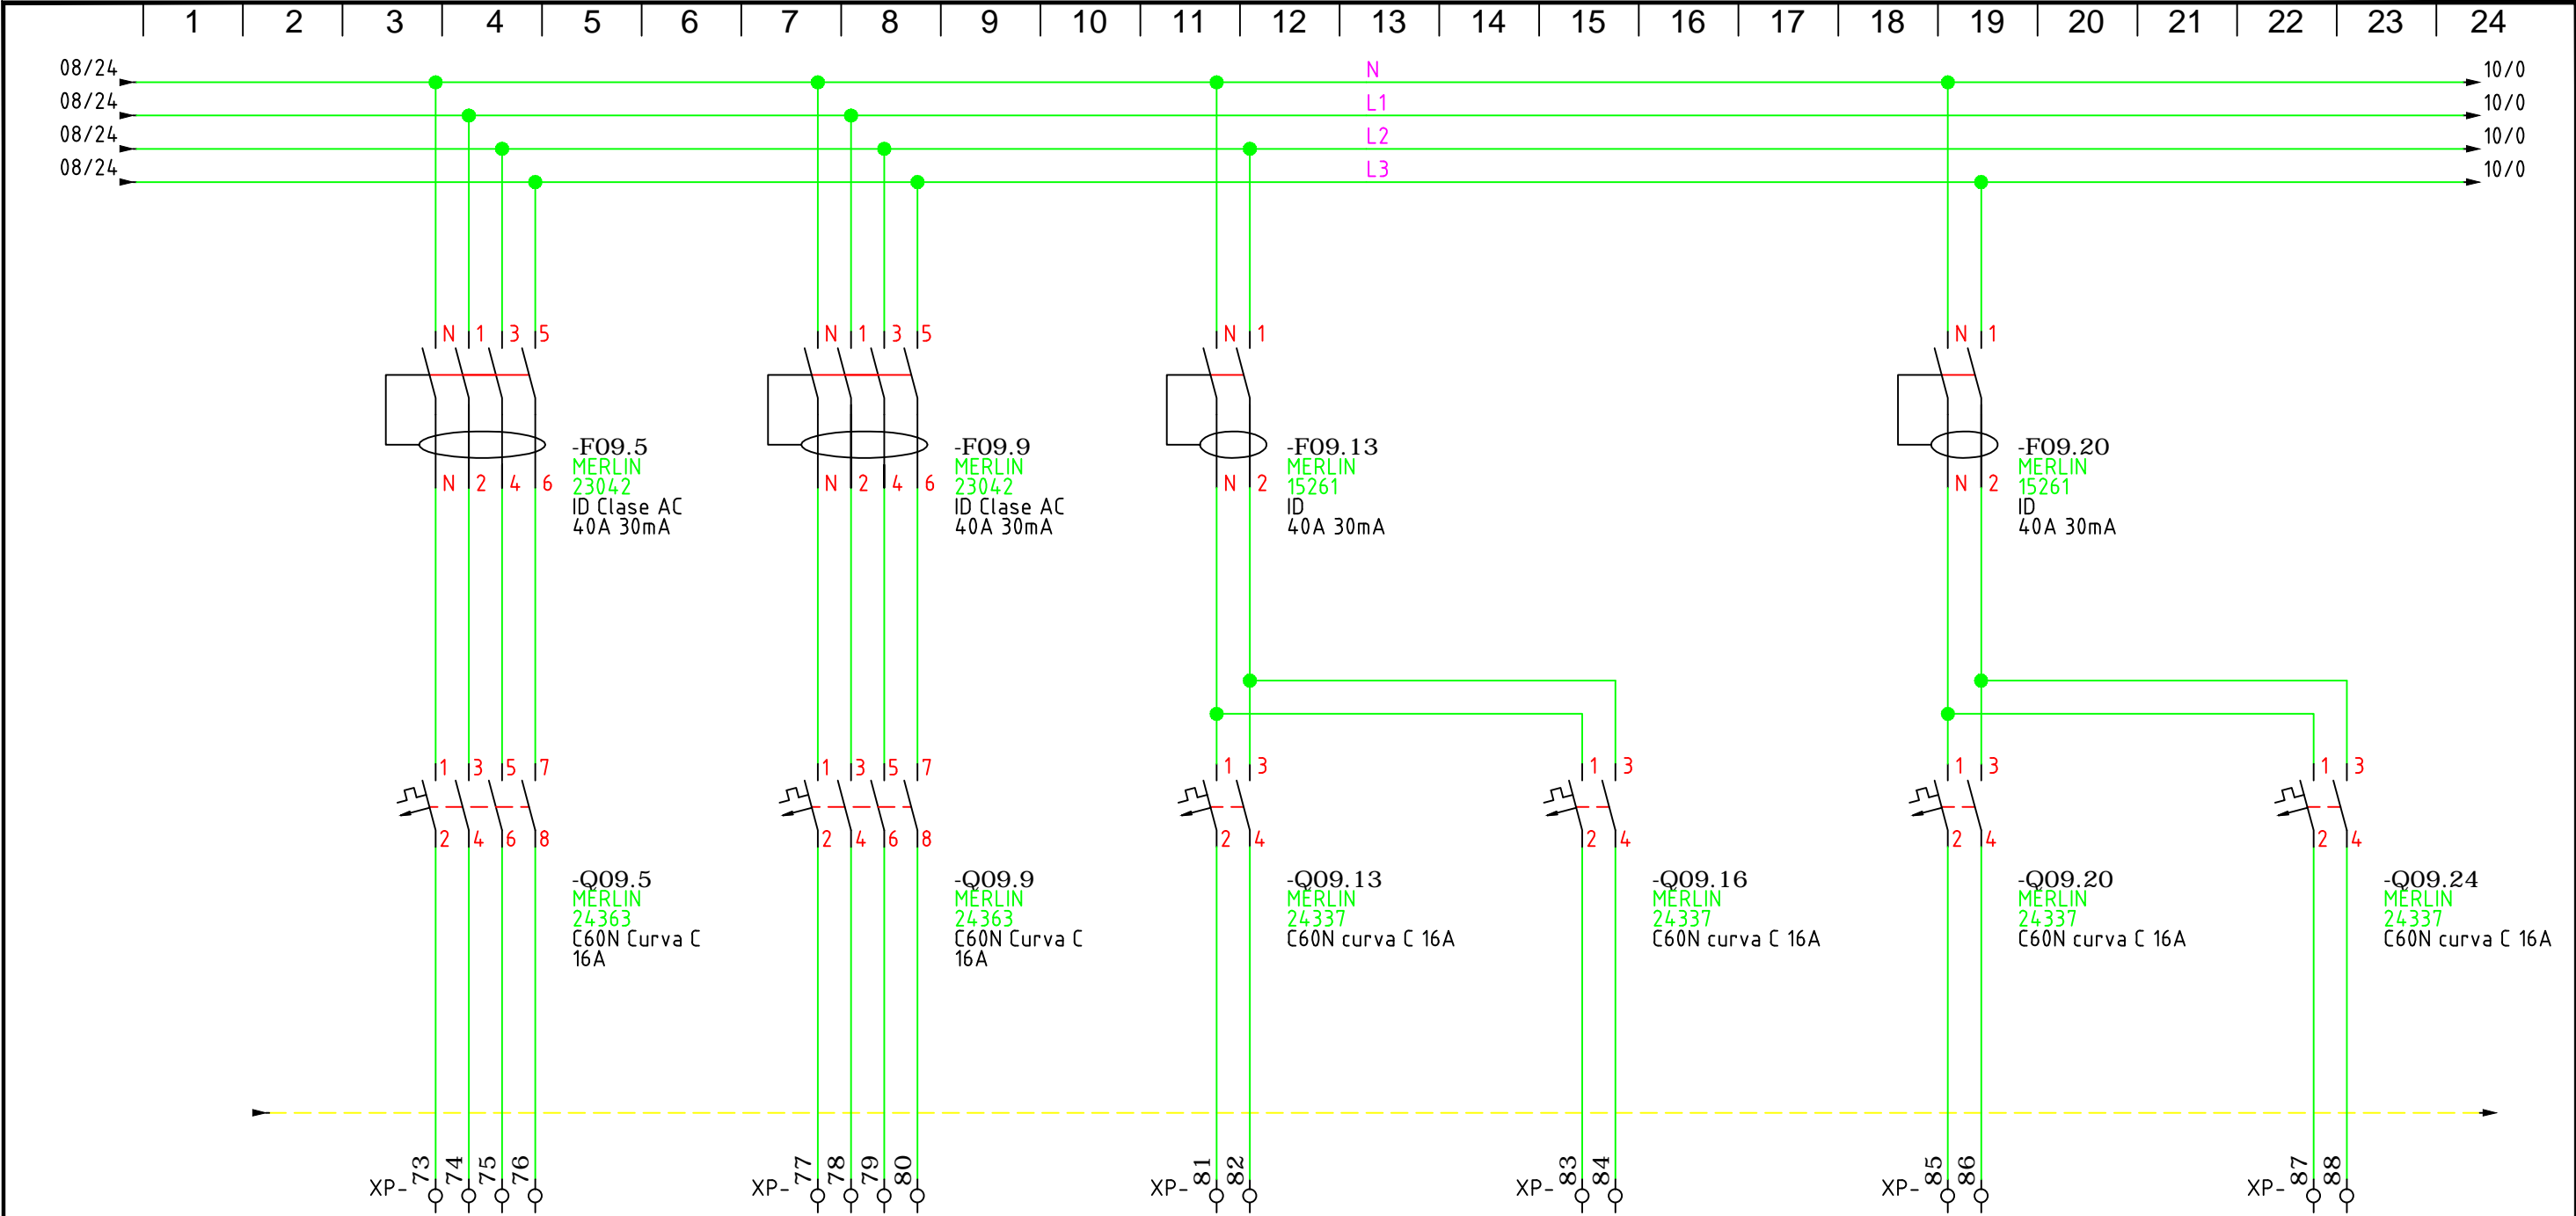 1 2 3 4 5 6 7 8 9 10 11 12 13 14 15 16 17 18 19 20 21 22 23 24
08/24 N 10/0
08/24 L1 10/0
08/24 L2 10/0
08/24 L3 10/0
N 1 3 5 N 1 3 5 N 1 N 1
-F09.5
MERLIN
23042
ID Clase AC
40A 30mA
N 2 4 6
-F09.9
MERLIN
23042
ID Clase AC
40A 30mA
N 2 4 6
-F09.13
MERLIN
15261
ID
40A 30mA
N 2
-F09.20
MERLIN
15261
ID
40A 30mA
N 2
1 3 5 7 1 3 5 7 1 3 1 3 1 3 1 3
2 4 6 8 2 4 6 8 2 4 2 4 2 4 2 4
-Q09.5
MERLIN
24363
C60N Curva C
16A
-Q09.9
MERLIN
24363
C60N Curva C
16A
-Q09.13
MERLIN
24337
C60N curva C 16A
-Q09.16
MERLIN
24337
C60N curva C 16A
-Q09.20
MERLIN
24337
C60N curva C 16A
-Q09.24
MERLIN
24337
C60N curva C 16A
XP- 73 74 75 76
XP- 77 78 79 80
XP- 81 82
XP- 83 84
XP- 85 86
XP- 87 88